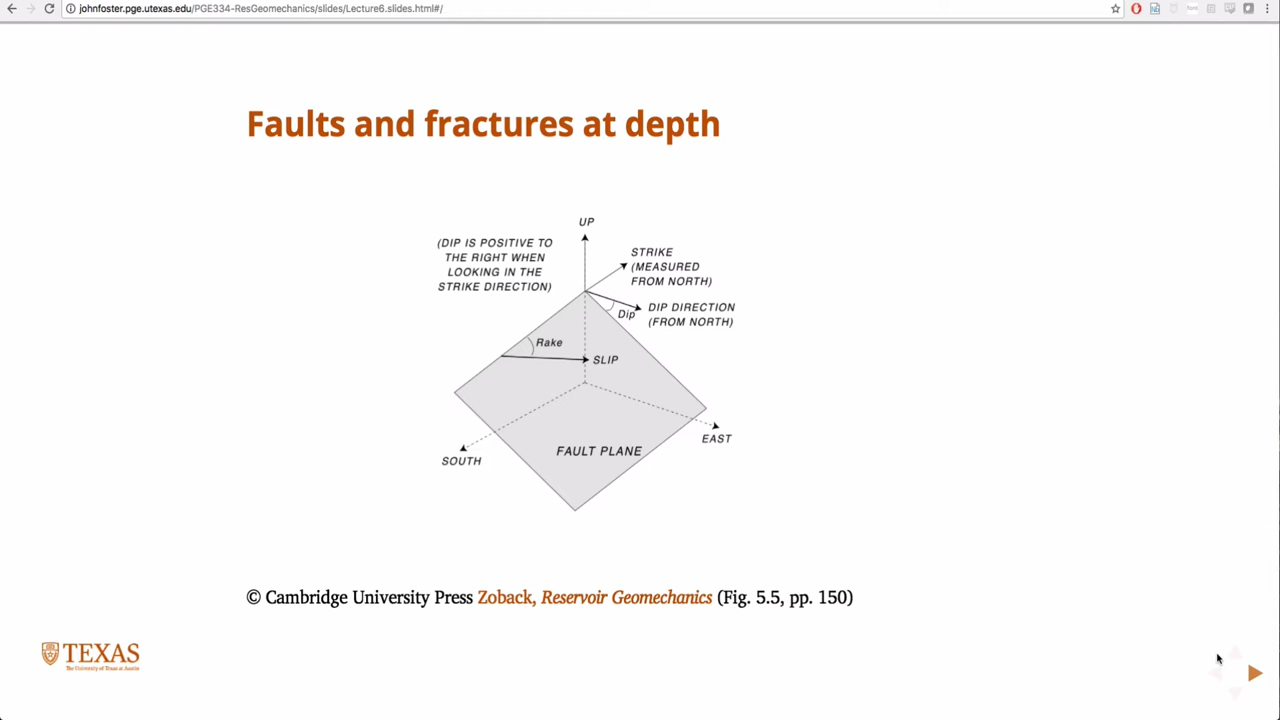 johnfoster.pge.utexas.edu/PGE334-ResGeomechanics/slides/Lecture6.slides.html#/
Faults and fractures at depth
UP
(DIP IS POSITIVE TO
THE RIGHT WHEN
LOOKING IN THE
STRIKE DIRECTION)
STRIKE
(MEASURED
FROM NORTH)
DIP DIRECTION
(FROM NORTH)
Dip
Rake
SLIP
EAST
SOUTH
FAULT PLANE
© Cambridge University Press Zoback, Reservoir Geomechanics (Fig. 5.5, pp. 150)
TEXAS
The University of Texas at Austin